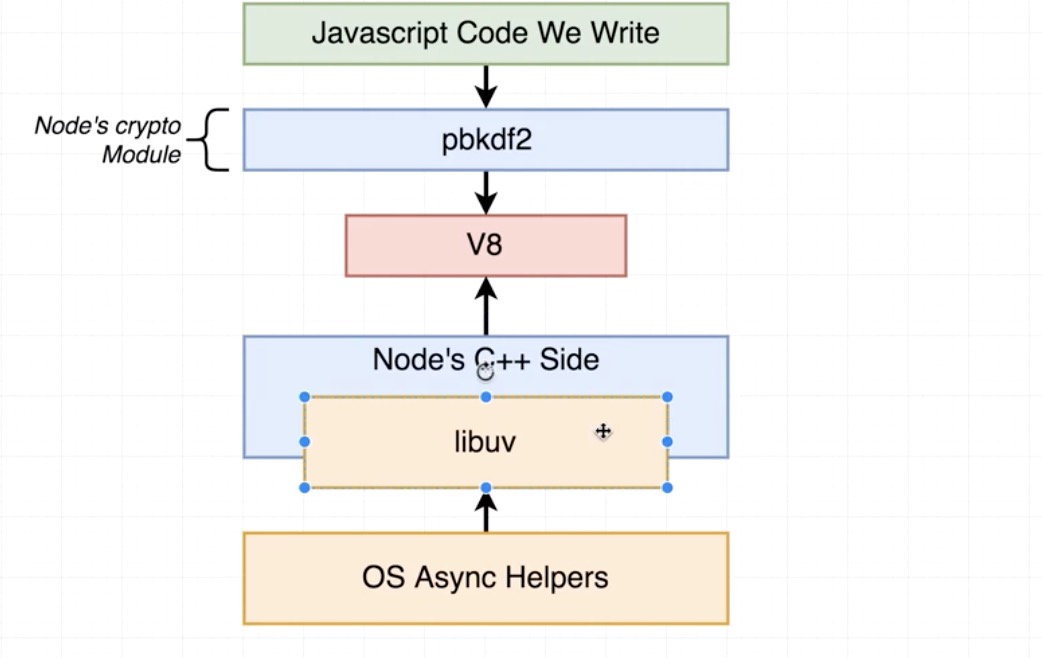 Javascript Code We Write
Node's crypto
Module
pbkdf2
V8
Node's C++ Side
libuv
OS Async Helpers